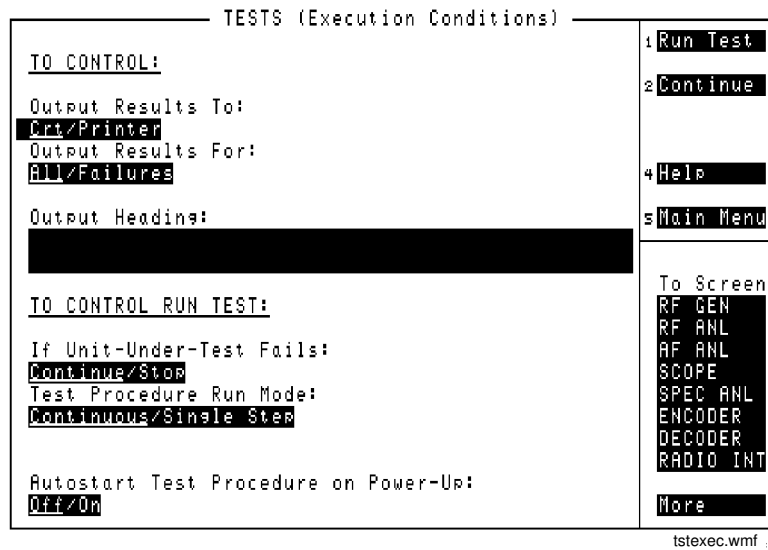 TESTS (Execution Conditions)
TO CONTROL:
Output Results To:
Crt/Printer
Output Results For:
All/Failures
Output Heading:
TO CONTROL RUN TEST:
If Unit-Under-Test Fails:
Continue/Stop
Test Procedure Run Mode:
Continuous/Single Step
Autostart Test Procedure on Power-Up:
Off/On
1 Run Test
2 Continue
4 Help
5 Main Menu
To Screen
RF GEN
RF ANL
AF ANL
SCOPE
SPEC ANL
ENCODER
DECODER
RADIO INT
More
tstexec.wmf